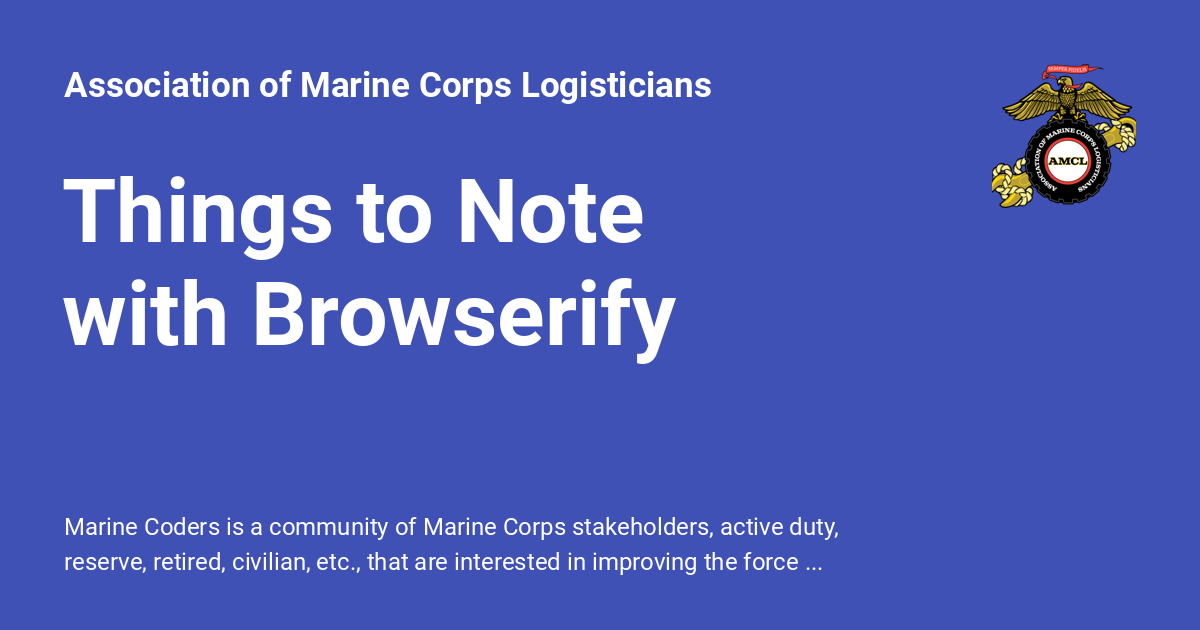 Association of Marine Corps Logisticians
SEMPER FIDELIS
ASSOCIATION OF MARINE CORPS LOGISTICIANS
AMCL
Things to Note
with Browserify
Marine Coders is a community of Marine Corps stakeholders, active duty,
reserve, retired, civilian, etc., that are interested in improving the force ...